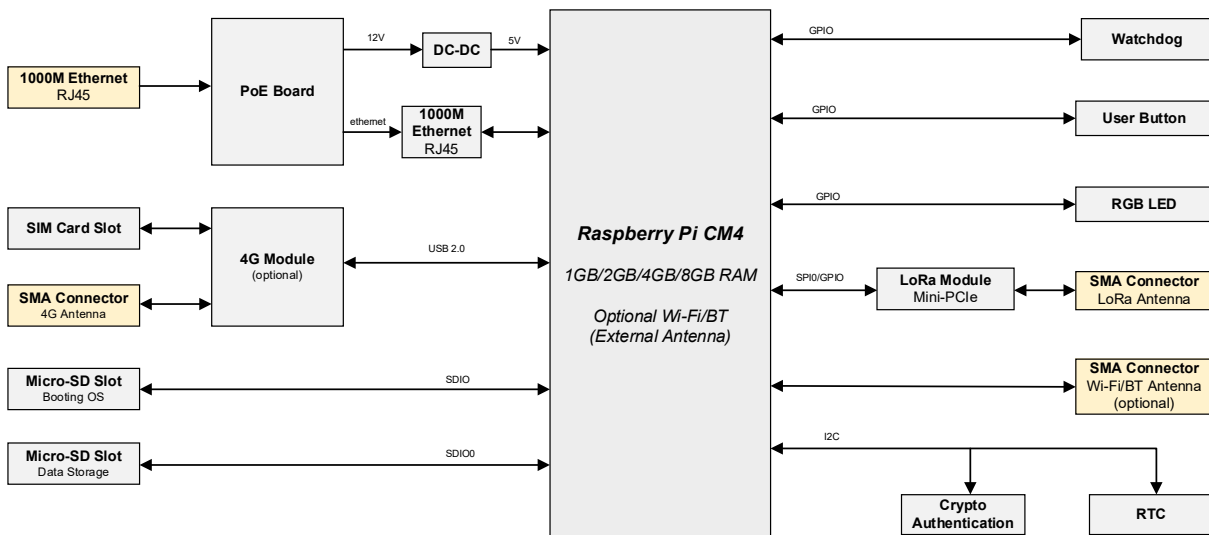 1000M Ethernet
RJ45
PoE Board
12V
DC-DC
5V
ethernet
1000M
Ethernet
RJ45
SIM Card Slot
SMA Connector
4G Antenna
4G Module
(optional)
USB 2.0
Micro-SD Slot
Booting OS
SDIO
Micro-SD Slot
Data Storage
SDIO0
Raspberry Pi CM4
1GB/2GB/4GB/8GB RAM
Optional Wi-Fi/BT
(External Antenna)
GPIO
Watchdog
GPIO
User Button
GPIO
RGB LED
SPI0/GPIO
LoRa Module
Mini-PCIe
SMA Connector
LoRa Antenna
SMA Connector
Wi-Fi/BT Antenna
(optional)
I2C
Crypto
Authentication
RTC